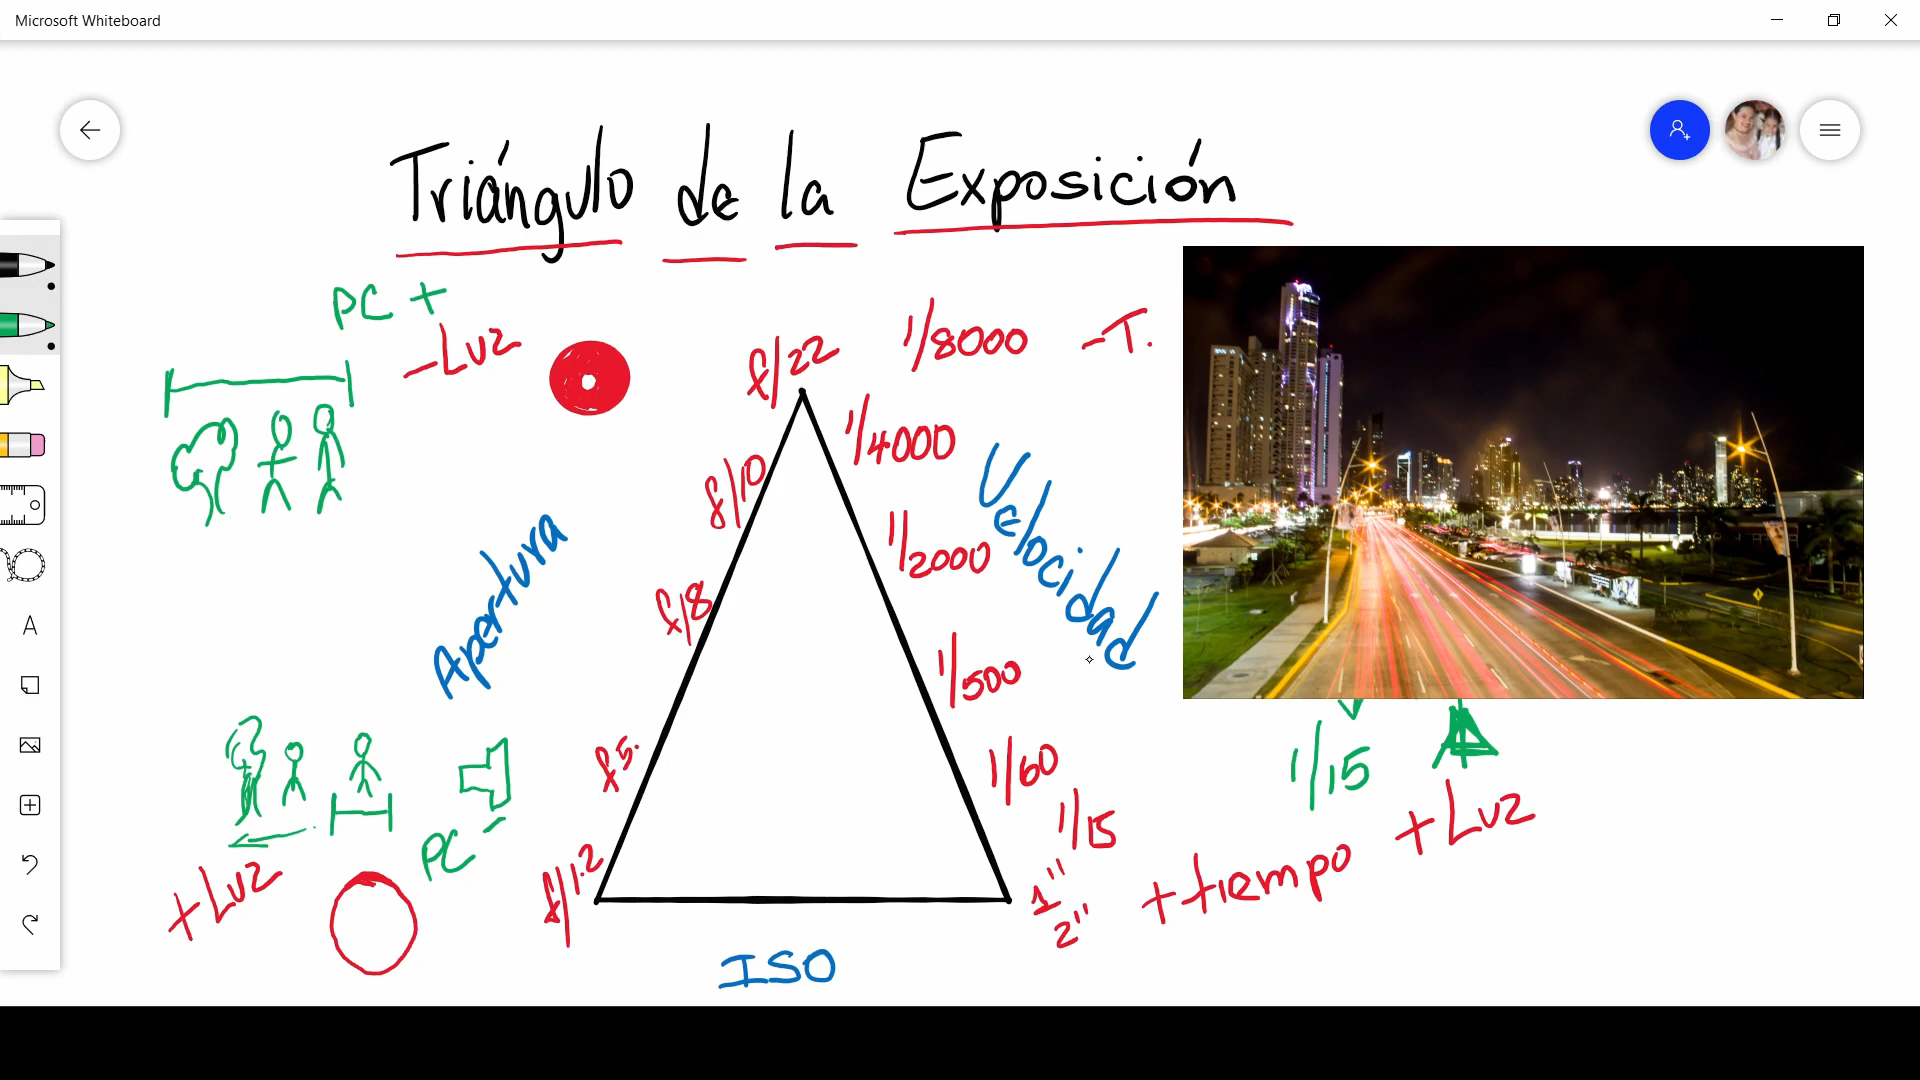 Microsoft Whiteboard
Triángulo de la Exposición
PC +
-Luz
f/22
1/8000 -T.
1/4000
f/10
Velocidad
1/2000
Apertura
f/8
1/500
f5.
1/60
1/15
1/15
+Luz
PC
+Luz
f/1.2
1''
2''
+tiempo
ISO
A